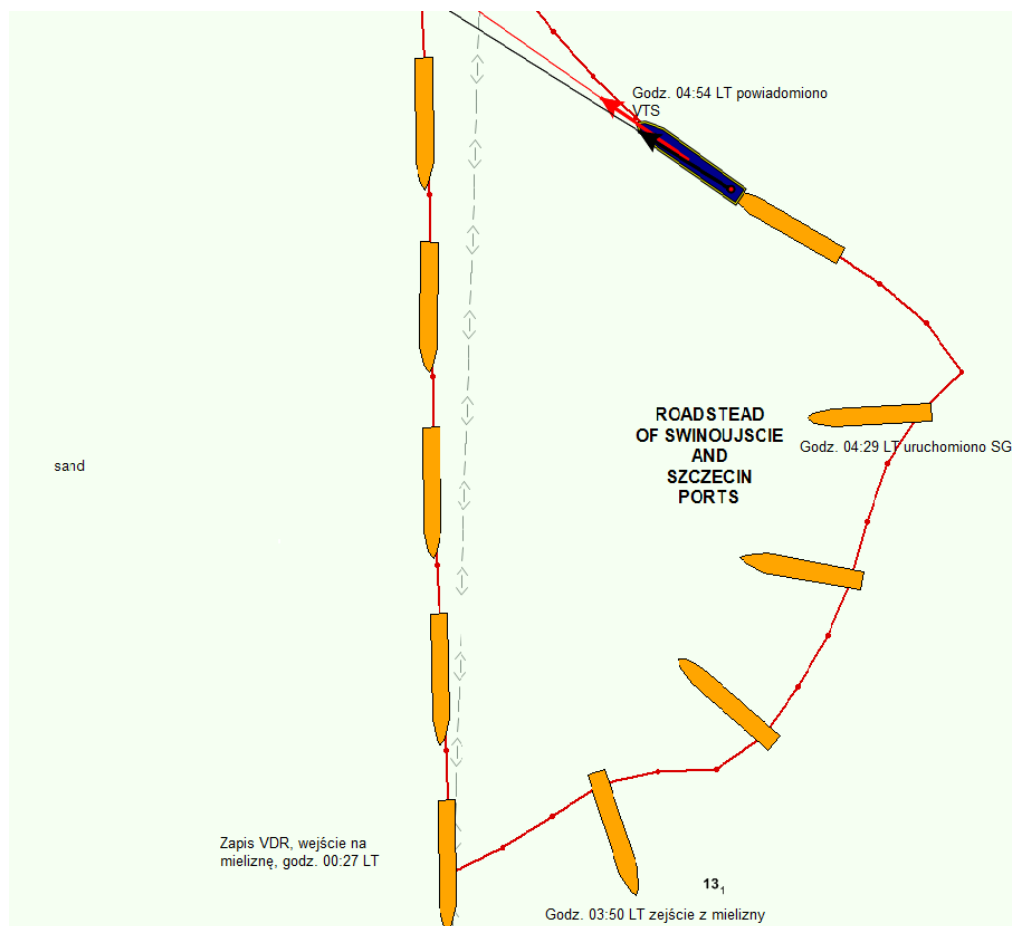 Godz. 04:54 LT powiadomiono
VTS
ROADSTEAD
OF SWINOUJSCIE
AND
SZCZECIN
PORTS
Godz. 04:29 LT uruchomiono SG
sand
Zapis VDR, wejście na
mieliznę, godz. 00:27 LT
13₁
Godz. 03:50 LT zejście z mielizny